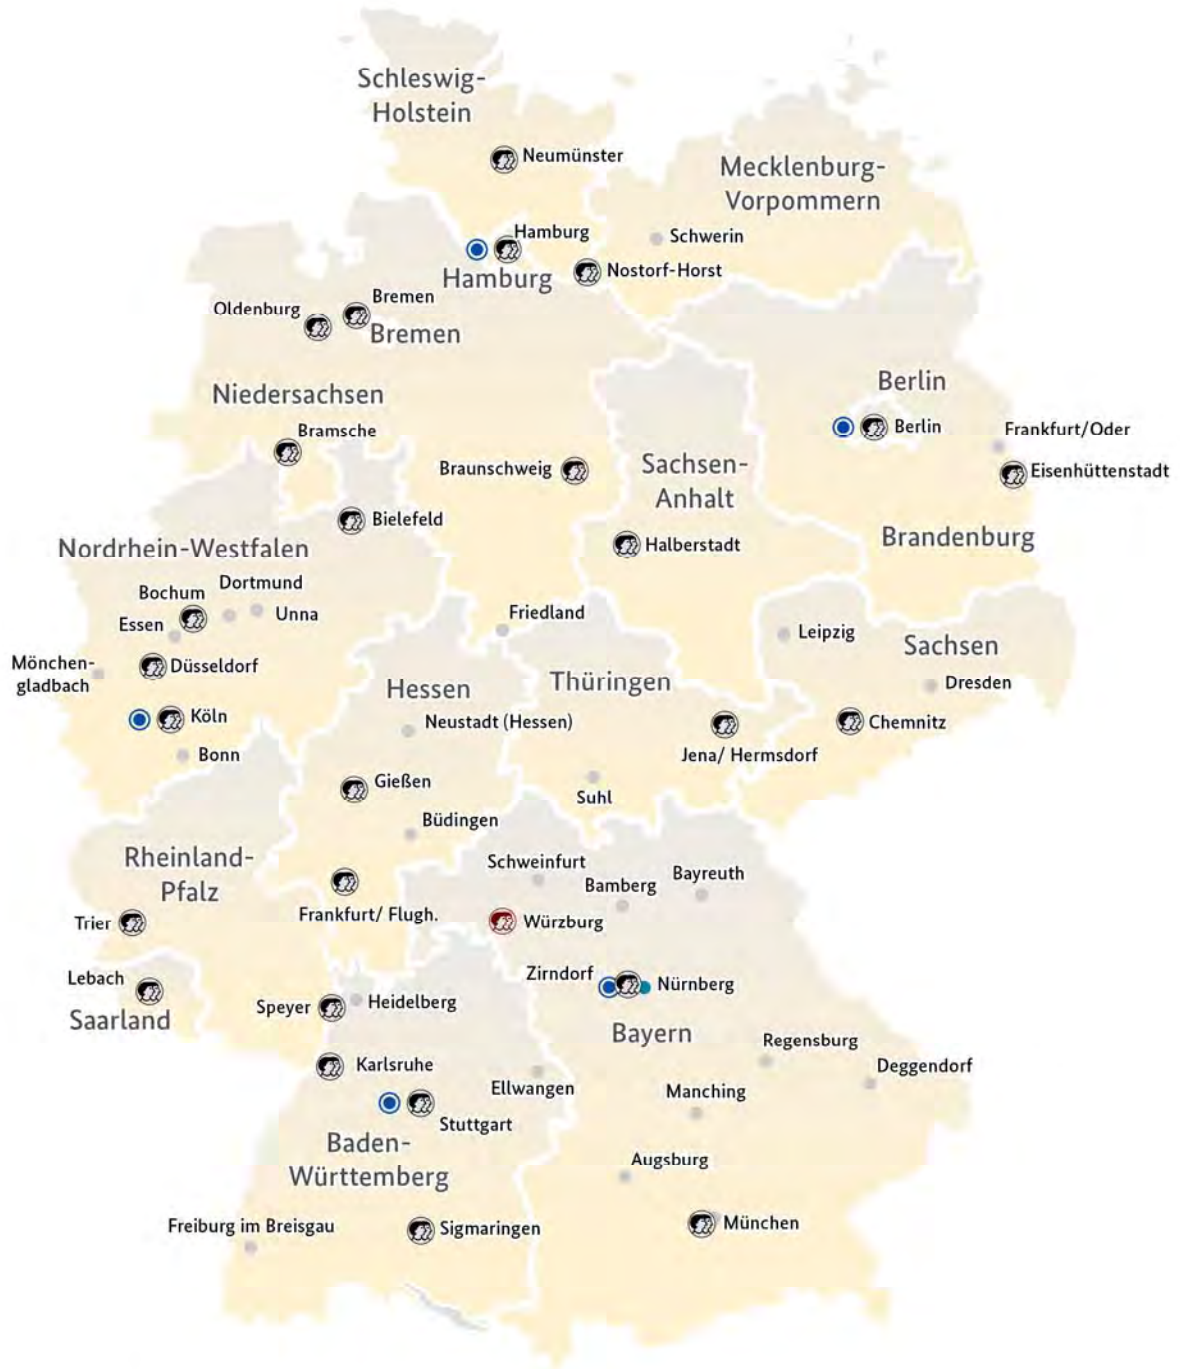 Schleswig-
Holstein
Neumünster
Mecklenburg-
Vorpommern
Hamburg
Schwerin
Hamburg
Nostorf-Horst
Bremen
Oldenburg
Bremen
Niedersachsen
Berlin
Bramsche
Berlin
Frankfurt/Oder
Braunschweig
Sachsen-
Anhalt
Eisenhüttenstadt
Bielefeld
Halberstadt
Brandenburg
Nordrhein-Westfalen
Bochum
Dortmund
Unna
Essen
Friedland
Leipzig
Sachsen
Mönchen-
gladbach
Düsseldorf
Hessen
Thüringen
Dresden
Köln
Neustadt (Hessen)
Chemnitz
Bonn
Jena/ Hermsdorf
Gießen
Suhl
Büdingen
Rheinland-
Pfalz
Schweinfurt
Bamberg
Bayreuth
Frankfurt/ Flugh.
Trier
Würzburg
Lebach
Zirndorf
Nürnberg
Saarland
Speyer
Heidelberg
Bayern
Regensburg
Karlsruhe
Deggendorf
Ellwangen
Manching
Stuttgart
Baden-
Württemberg
Augsburg
Freiburg im Breisgau
Sigmaringen
München